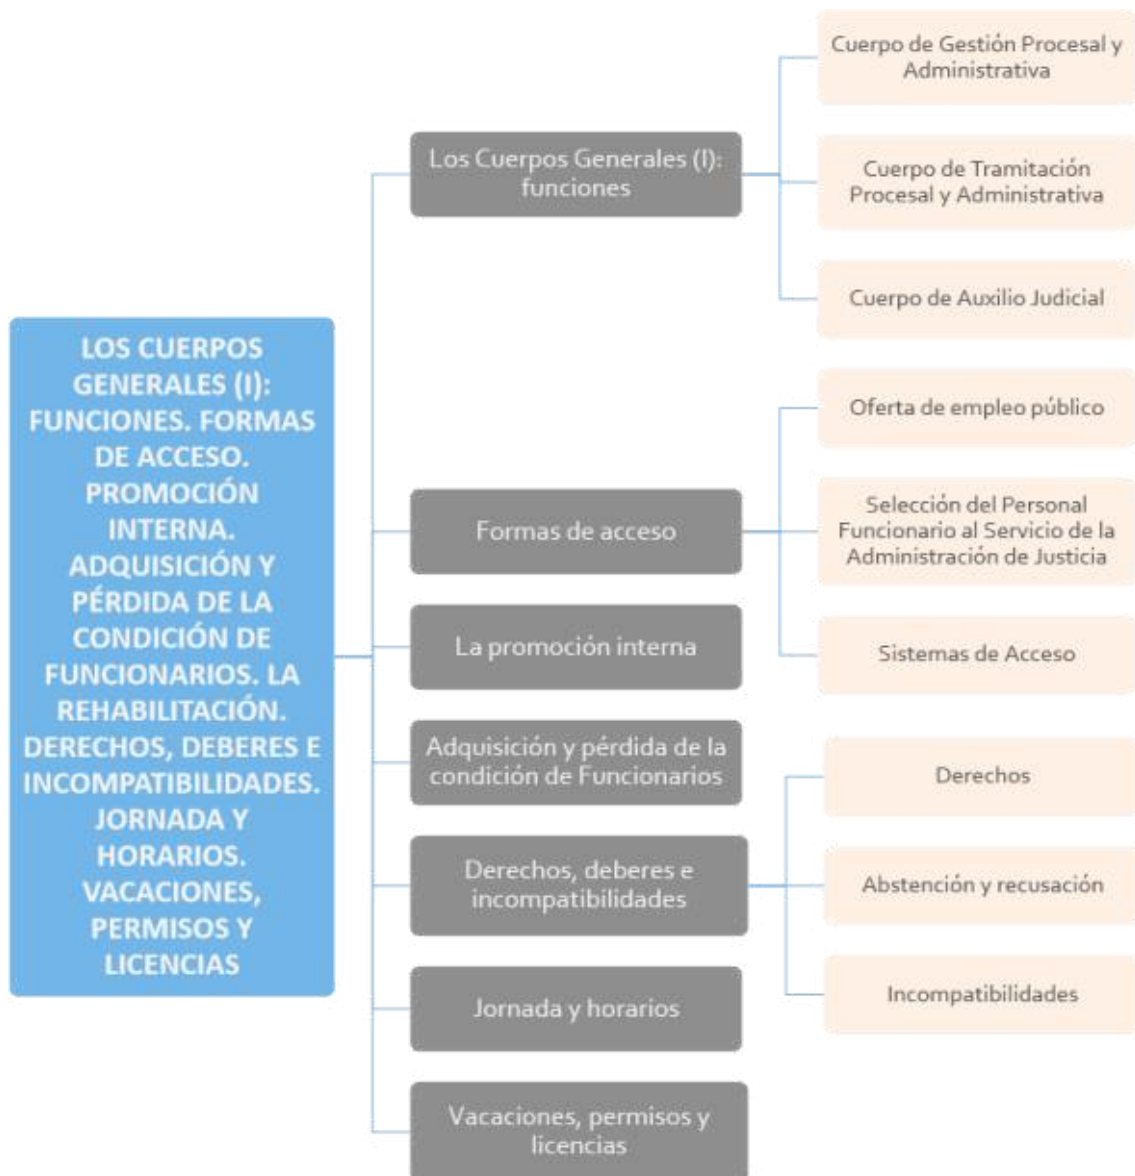 LOS CUERPOS
GENERALES (I):
FUNCIONES. FORMAS
DE ACCESO.
PROMOCIÓN
INTERNA.
ADQUISICIÓN Y
PÉRDIDA DE LA
CONDICIÓN DE
FUNCIONARIOS. LA
REHABILITACIÓN.
DERECHOS, DEBERES E
INCOMPATIBILIDADES.
JORNADA Y
HORARIOS.
VACACIONES,
PERMISOS Y
LICENCIAS
Los Cuerpos Generales (I):
funciones
Cuerpo de Gestión Procesal y
Administrativa
Cuerpo de Tramitación
Procesal y Administrativa
Cuerpo de Auxilio Judicial
Formas de acceso
Oferta de empleo público
Selección del Personal
Funcionario al Servicio de la
Administración de Justicia
Sistemas de Acceso
La promoción interna
Adquisición y pérdida de la
condición de Funcionarios
Derechos, deberes e
incompatibilidades
Derechos
Abstención y recusación
Incompatibilidades
Jornada y horarios
Vacaciones, permisos y
licencias